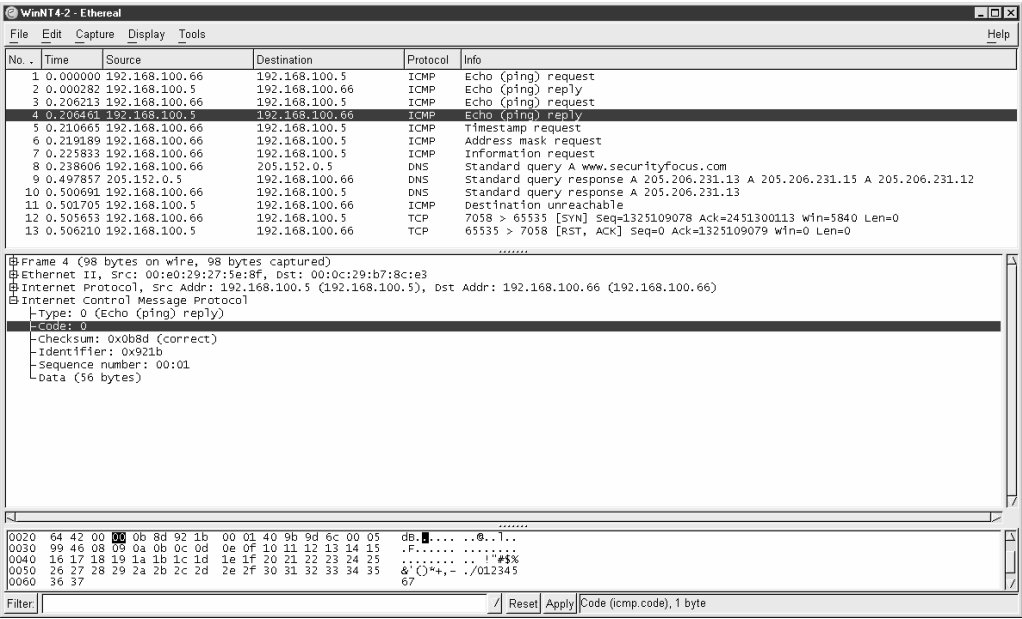 WinNT4-2 - Ethereal
File Edit Capture Display Tools Help
No. . Time Source Destination Protocol Info
1 0.000000 192.168.100.66 192.168.100.5 ICMP Echo (ping) request
2 0.000282 192.168.100.5 192.168.100.66 ICMP Echo (ping) reply
3 0.206213 192.168.100.66 192.168.100.5 ICMP Echo (ping) request
4 0.206461 192.168.100.5 192.168.100.66 ICMP Echo (ping) reply
5 0.210665 192.168.100.66 192.168.100.5 ICMP Timestamp request
6 0.219189 192.168.100.66 192.168.100.5 ICMP Address mask request
7 0.225833 192.168.100.66 192.168.100.5 ICMP Information request
8 0.238606 192.168.100.66 205.152.0.5 DNS Standard query A www.securityfocus.com
9 0.497857 205.152.0.5 192.168.100.66 DNS Standard query response A 205.206.231.13 A 205.206.231.15 A 205.206.231.12
10 0.500691 192.168.100.66 192.168.100.5 DNS Standard query response A 205.206.231.13
11 0.501705 192.168.100.5 192.168.100.66 ICMP Destination unreachable
12 0.505653 192.168.100.66 192.168.100.5 TCP 7058 > 65535 [SYN] Seq=1325109078 Ack=2451300113 Win=5840 Len=0
13 0.506210 192.168.100.5 192.168.100.66 TCP 65535 > 7058 [RST, ACK] Seq=0 Ack=1325109079 Win=0 Len=0
Frame 4 (98 bytes on wire, 98 bytes captured)
Ethernet II, Src: 00:e0:29:27:5e:8f, Dst: 00:0c:29:b7:8c:e3
Internet Protocol, Src Addr: 192.168.100.5 (192.168.100.5), Dst Addr: 192.168.100.66 (192.168.100.66)
Internet Control Message Protocol
Type: 0 (Echo (ping) reply)
Code: 0
Checksum: 0x0b8d (correct)
Identifier: 0x921b
Sequence number: 00:01
Data (56 bytes)
0020 64 42 00 00 0b 8d 92 1b 00 01 40 9b 9d 6c 00 05 dB...... ..@..l..
0030 99 46 08 09 0a 0b 0c 0d 0e 0f 10 11 12 13 14 15 .F...... ........
0040 16 17 18 19 1a 1b 1c 1d 1e 1f 20 21 22 23 24 25 ........ .. !"#$%
0050 26 27 28 29 2a 2b 2c 2d 2e 2f 30 31 32 33 34 35 &'()*+,- ./012345
0060 36 37 67
Filter: / Reset Apply Code (icmp.code), 1 byte